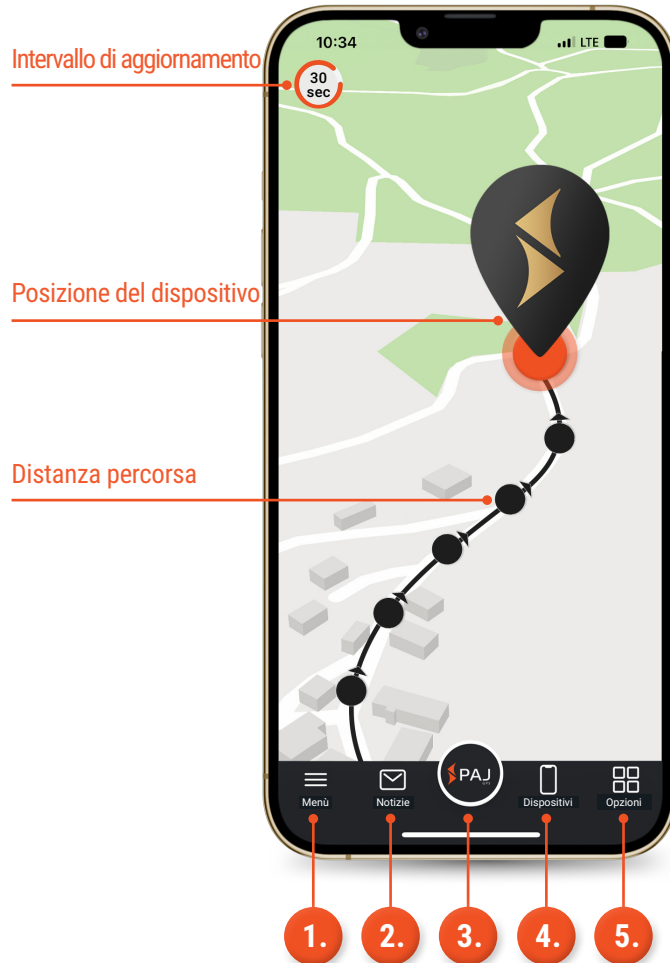 10:34
LTE
Intervallo di aggiornamento
30
sec
Posizione del dispositivo
Distanza percorsa
PAJ
Menù
Notizie
Dispositivi
Opzioni
1.
2.
3.
4.
5.